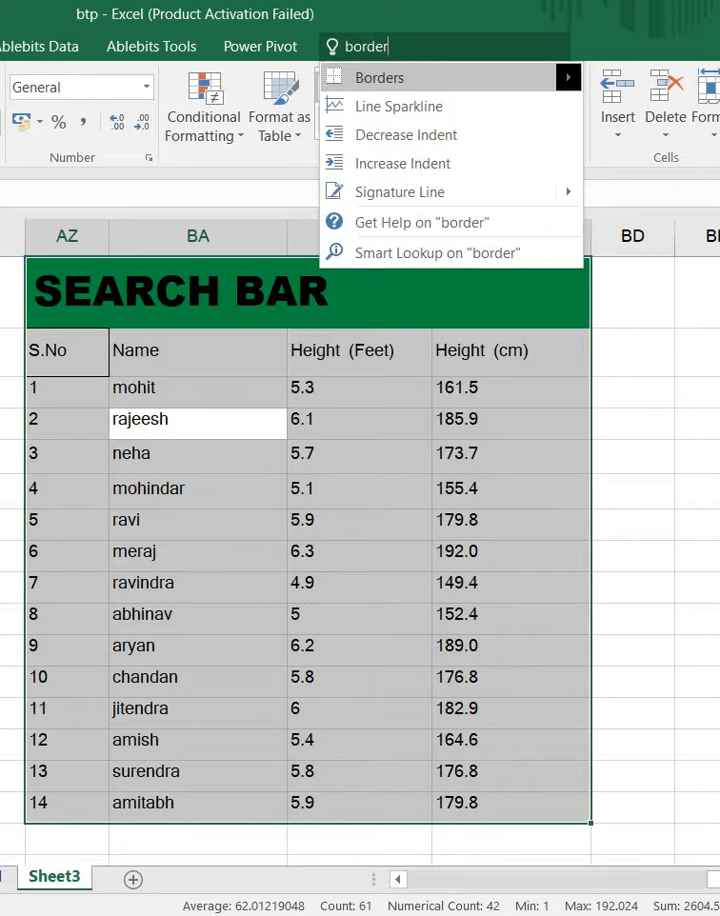 btp - Excel (Product Activation Failed)
Ablebits Data Ablebits Tools Power Pivot border
General Conditional Formatting Format as Table Insert Delete
Number Cells
Borders
Line Sparkline
Decrease Indent
Increase Indent
Signature Line
Get Help on "border"
Smart Lookup on "border"
AZ BA BD
SEARCH BAR
S.No Name Height (Feet) Height (cm)
1 mohit 5.3 161.5
2 rajeesh 6.1 185.9
3 neha 5.7 173.7
4 mohindar 5.1 155.4
5 ravi 5.9 179.8
6 meraj 6.3 192.0
7 ravindra 4.9 149.4
8 abhinav 5 152.4
9 aryan 6.2 189.0
10 chandan 5.8 176.8
11 jitendra 6 182.9
12 amish 5.4 164.6
13 surendra 5.8 176.8
14 amitabh 5.9 179.8
Sheet3
Average: 62.01219048 Count: 61 Numerical Count: 42 Min: 1 Max: 192.024 Sum: 2604.5